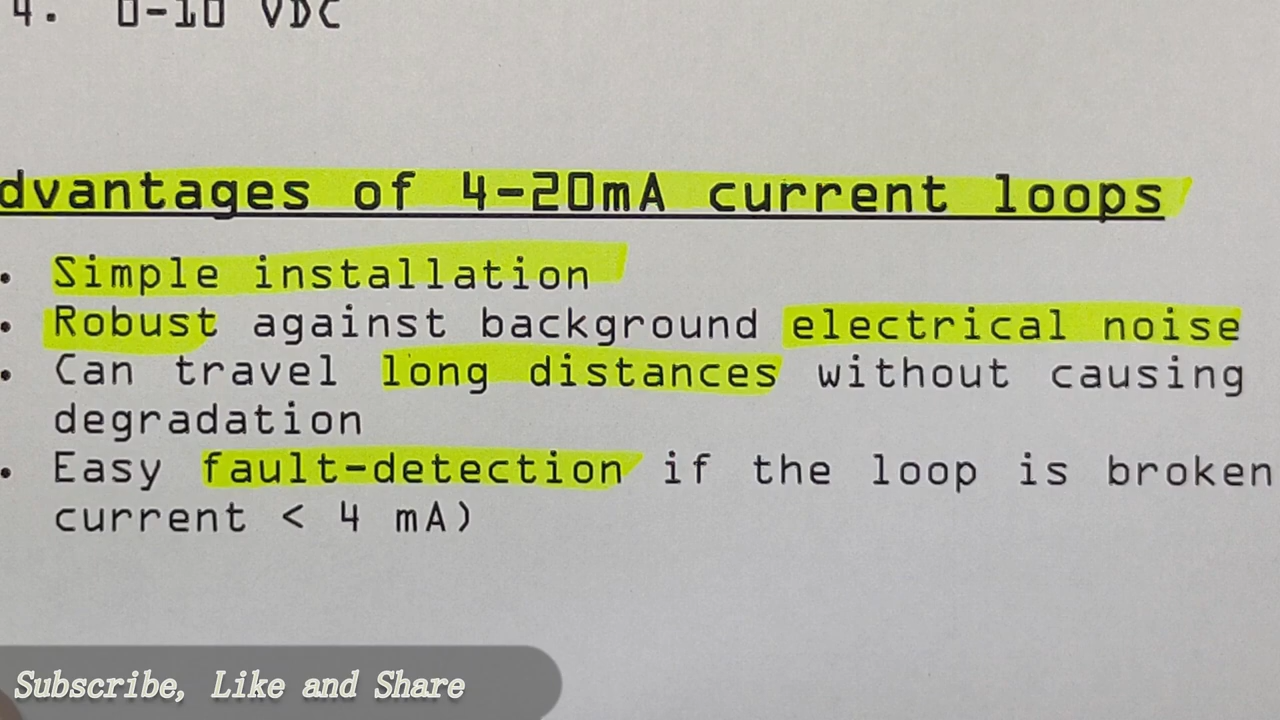 4. 0-10 VDC
dvantages of 4-20mA current loops
• Simple installation
• Robust against background electrical noise
• Can travel long distances without causing
degradation
• Easy fault-detection if the loop is broken
current < 4 mA)
Subscribe, Like and Share